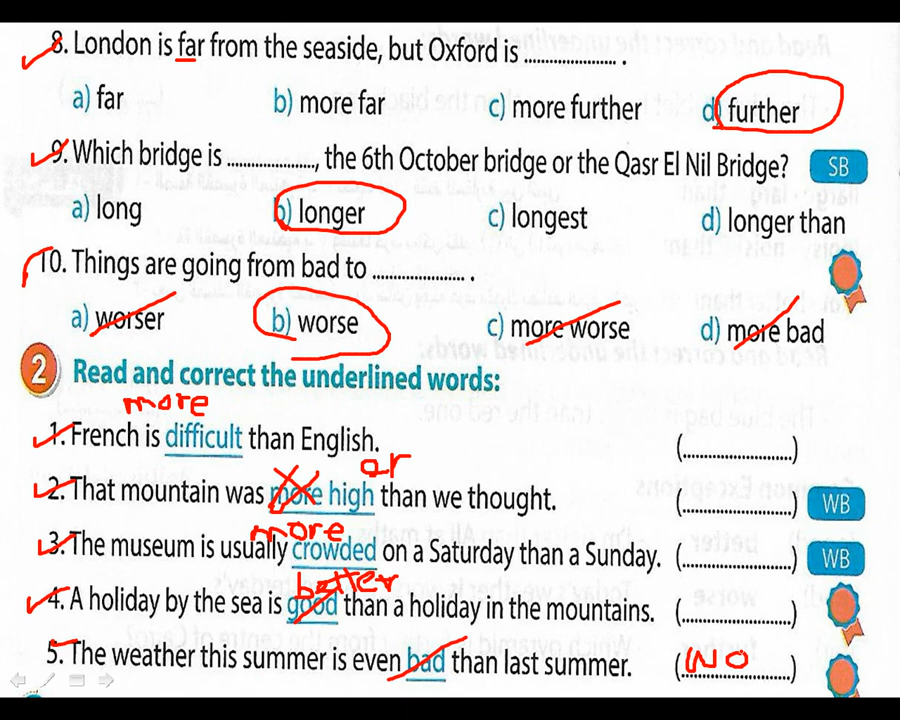 8. London is far from the seaside, but Oxford is ..................... .
a) far b) more far c) more further d) further
9. Which bridge is ....................., the 6th October bridge or the Qasr El Nil Bridge? SB
a) long b) longer c) longest d) longer than
10. Things are going from bad to ..................... .
a) worser b) worse c) more worse d) more bad
2 Read and correct the underlined words:
more
1. French is difficult than English. (.........................)
or
2. That mountain was more high than we thought. (.........................) WB
more
3. The museum is usually crowded on a Saturday than a Sunday. (.........................) WB
better
4. A holiday by the sea is good than a holiday in the mountains. (.........................)
5. The weather this summer is even bad than last summer. (NO)